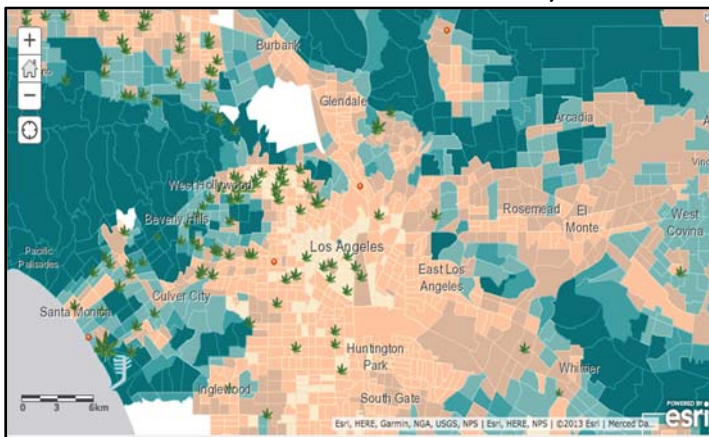 Burbank
Glendale
Arcadia
West Hollywood
Beverly Hills
Rosemead
El
Monte
West
Covina
Los Angeles
Pacific
Palisades
East Los
Angeles
Culver City
Santa Monica
Huntington
Park
Whittier
Inglewood
South Gate
0 3 6km
Esri, HERE, Garmin, NGA, USGS, NPS | Esri, HERE, NPS | ©2013 Esri | Merced Da...
POWERED BY
esri